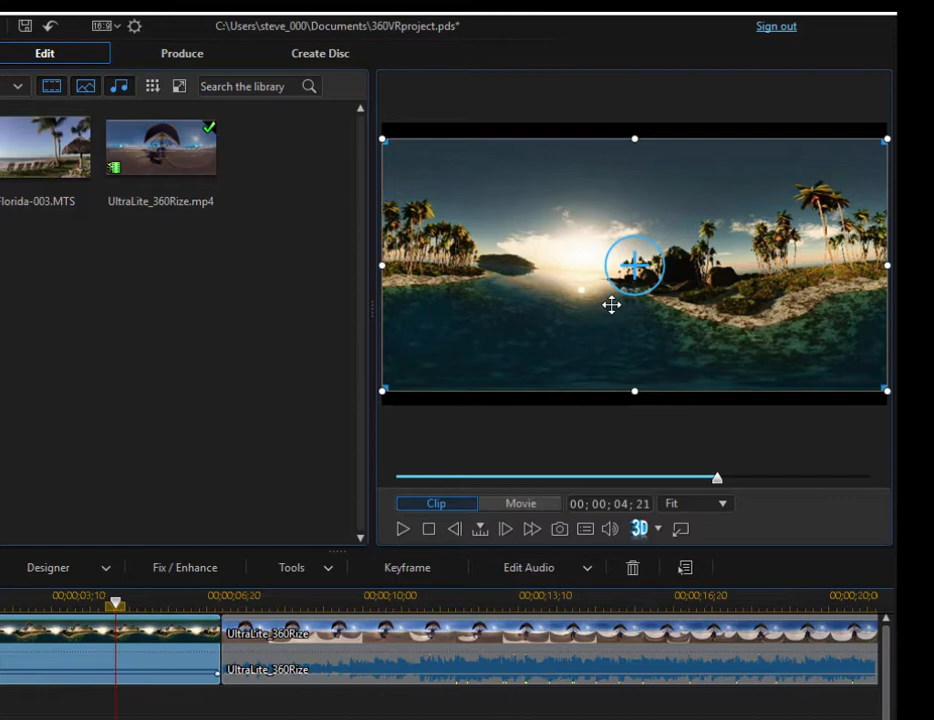 16:9 C:\Users\steve_000\Documents\360VRproject.pds* Sign out
Edit Produce Create Disc
Search the library
Florida-003.MTS UltraLite_360Rize.mp4
Clip Movie 00; 00; 04; 21 Fit
3D
Designer Fix / Enhance Tools Keyframe Edit Audio
00;00;03;10 00;00;06;20 00;00;10;00 00;00;13;10 00;00;16;20 00;00;20;0
UltraLite_360Rize
UltraLite_360Rize